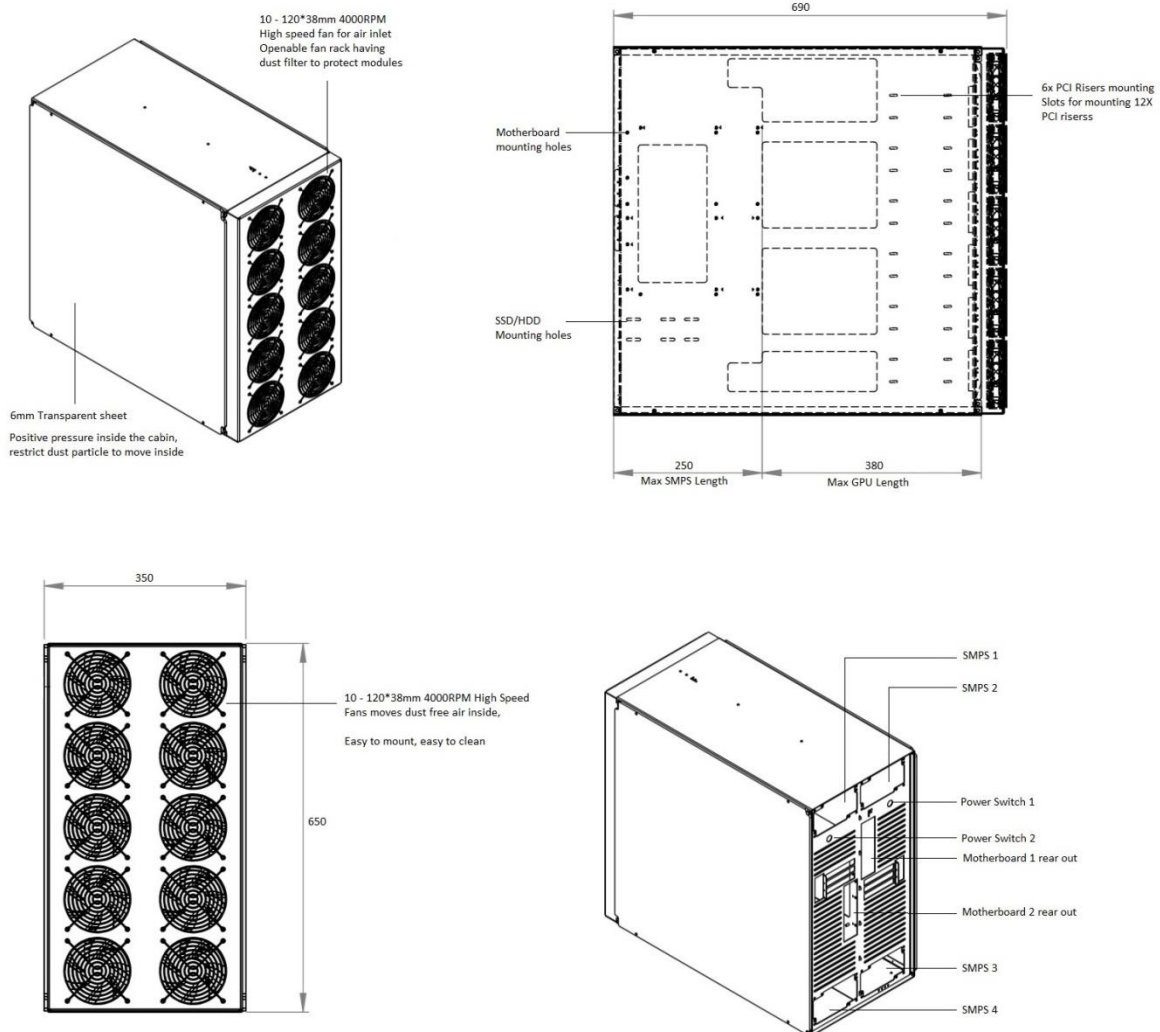 10 - 120*38mm 4000RPM
High speed fan for air inlet
Openable fan rack having
dust filter to protect modules
6mm Transparent sheet
Positive pressure inside the cabin,
restrict dust particle to move inside
690
Motherboard
mounting holes
6x PCI Risers mounting
Slots for mounting 12X
PCI riserss
SSD/HDD
Mounting holes
250
Max SMPS Length
380
Max GPU Length
350
10 - 120*38mm 4000RPM High Speed
Fans moves dust free air inside,
Easy to mount, easy to clean
650
SMPS 1
SMPS 2
Power Switch 1
Power Switch 2
Motherboard 1 rear out
Motherboard 2 rear out
SMPS 3
SMPS 4